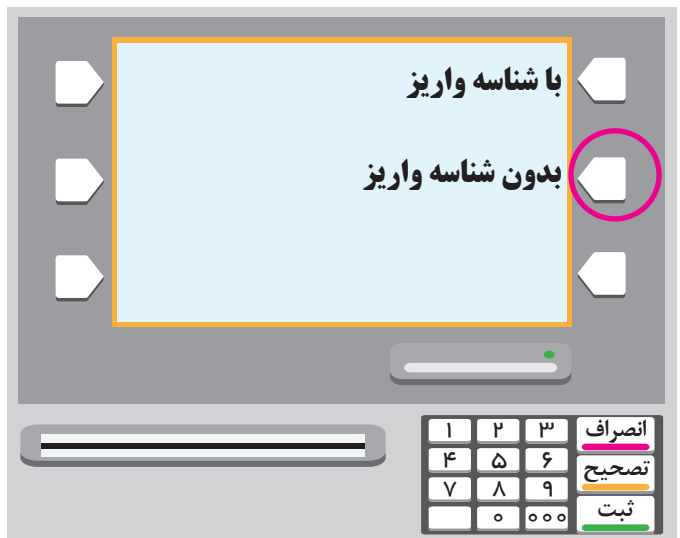 با شناسه واریز
بدون شناسه واریز
۱ ۲ ۳ انصراف
۴ ۵ ۶ تصحیح
۷ ۸ ۹
۰ ۰۰۰ ثبت